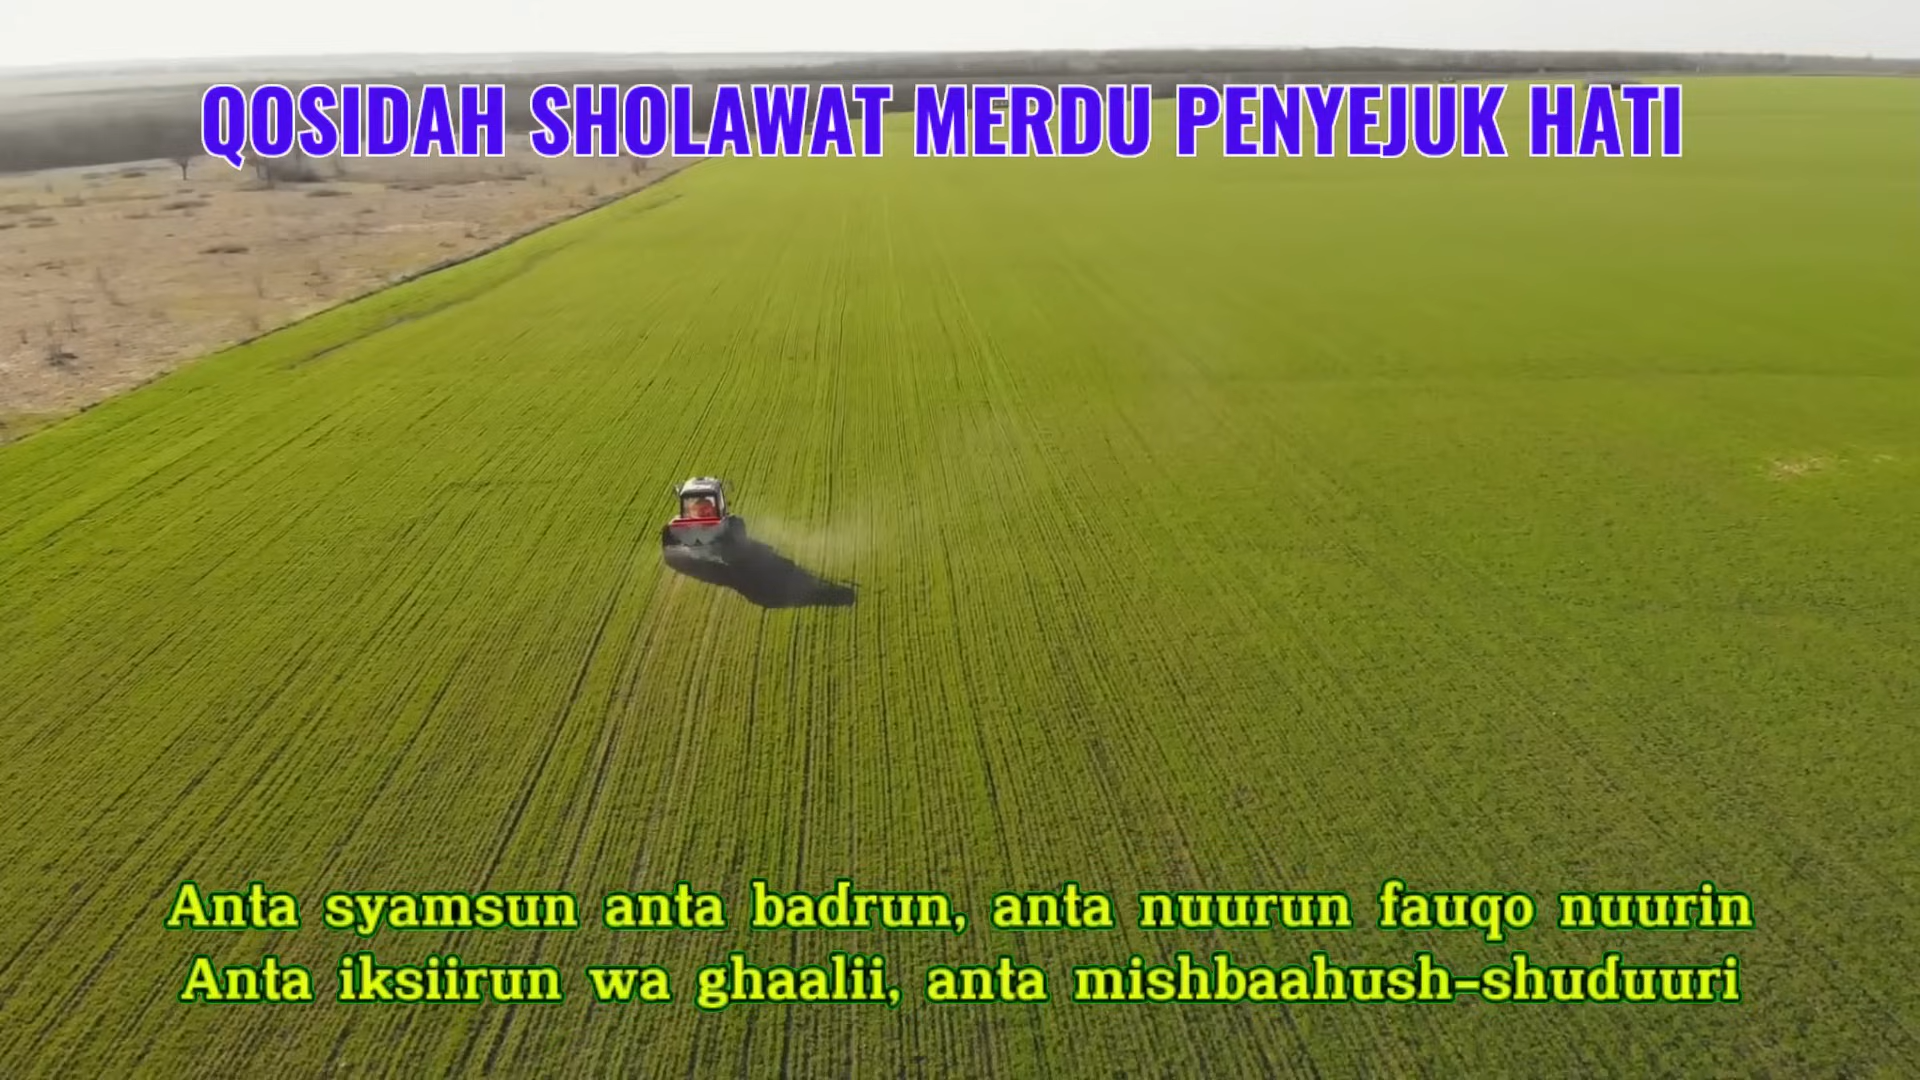 QOSIDAH SHOLAWAT MERDU PENYEJUK HATI
Anta syamsun anta badrun, anta nuurun fauqo nuurin
Anta iksiirun wa ghaalii, anta mishbaahush-shuduuri